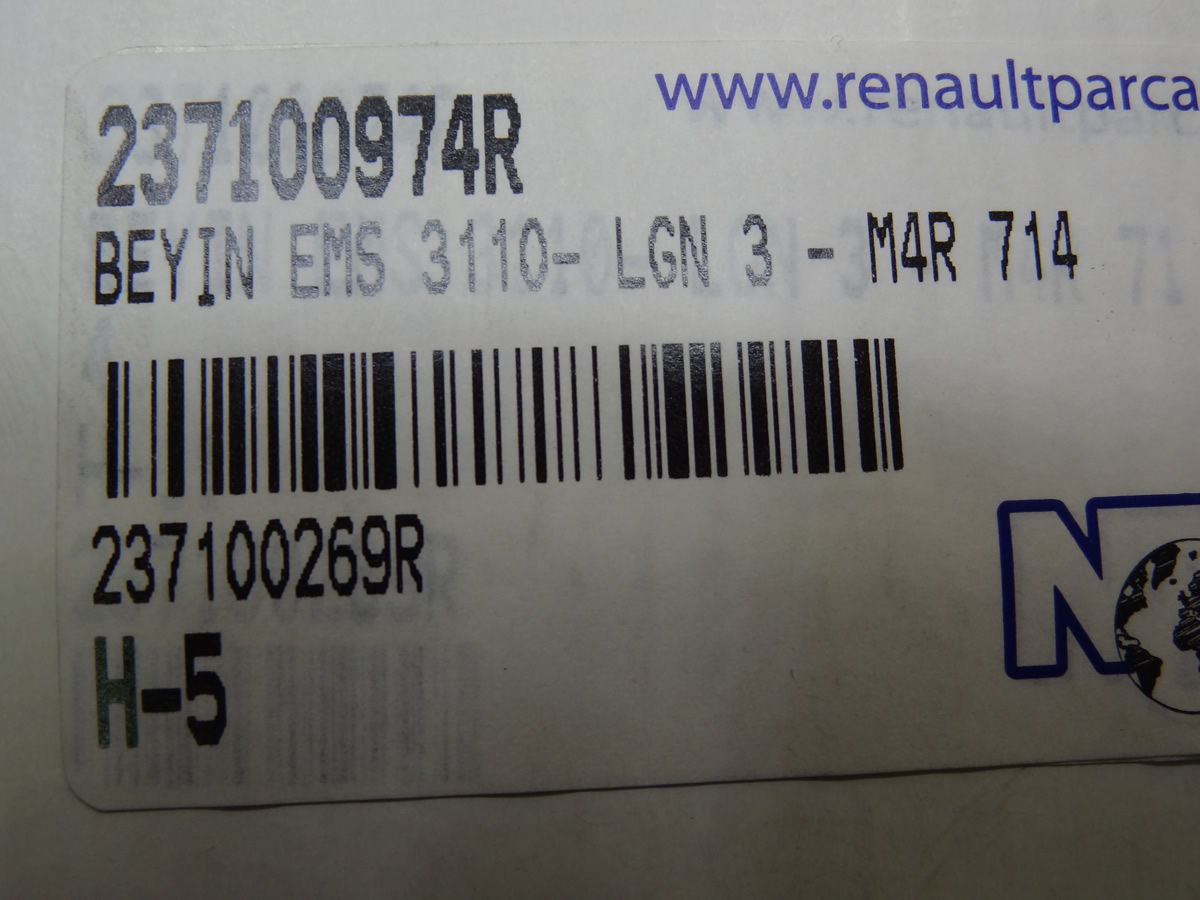 www.renaultparca
237100974R
BEYIN EMS 3110- LGN 3 - M4R 714
237100269R
H-5